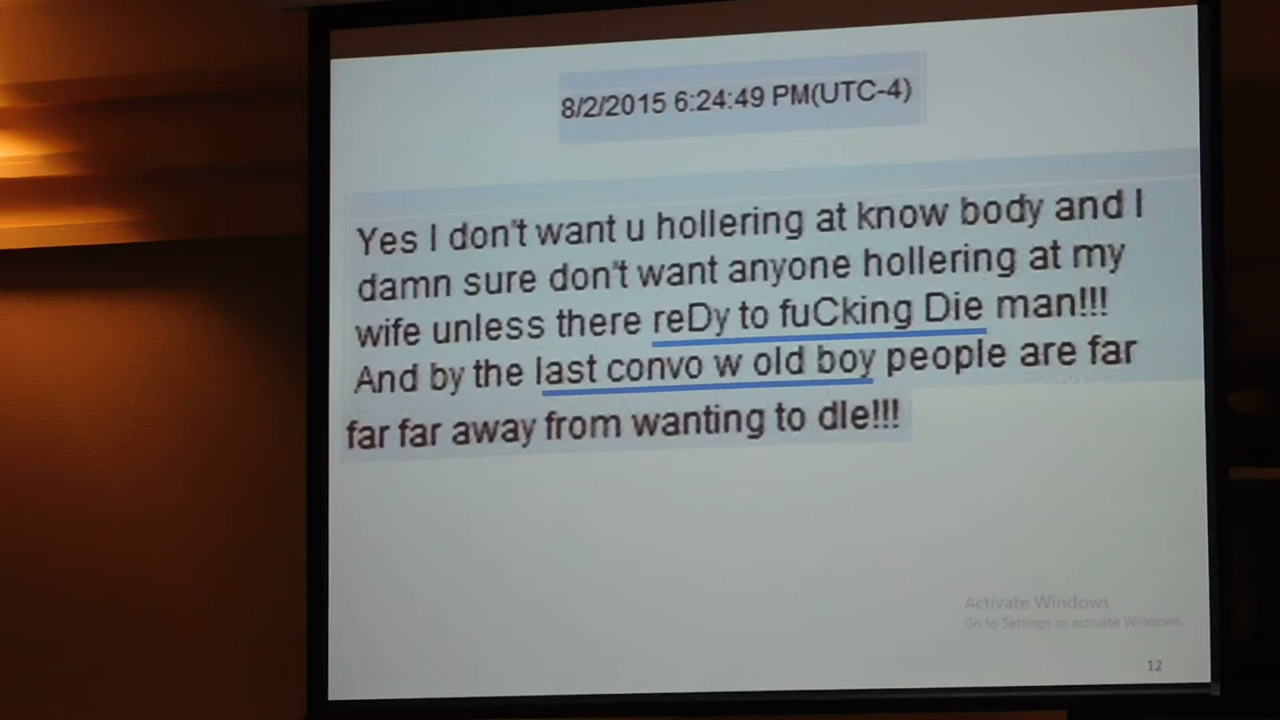 8/2/2015 6:24:49 PM(UTC-4)
Yes I don't want u hollering at know body and I
damn sure don't want anyone hollering at my
wife unless there reDy to fuCking Die man!!!
And by the last convo w old boy people are far
far far away from wanting to dIe!!!
Activate Windows
Go to Settings to activate Windows.
12